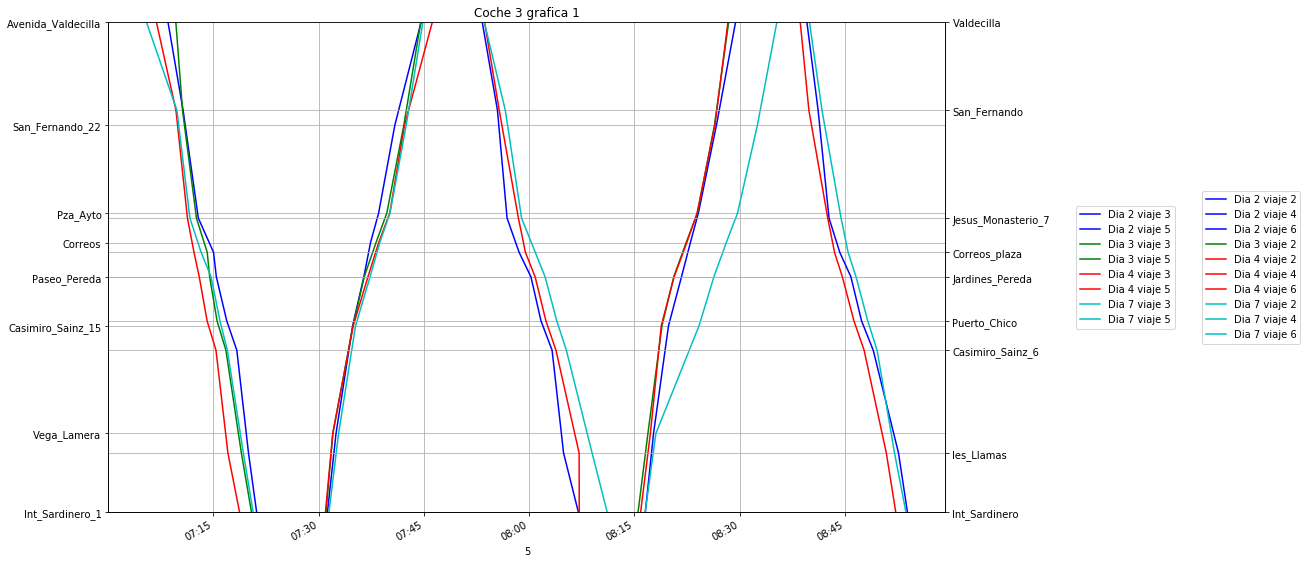 Coche 3 grafica 1
Avenida_Valdecilla
San_Fernando_22
Pza_Ayto
Correos
Paseo_Pereda
Casimiro_Sainz_15
Vega_Lamera
Int_Sardinero_1
Valdecilla
San_Fernando
Jesus_Monasterio_7
Correos_plaza
Jardines_Pereda
Puerto_Chico
Casimiro_Sainz_6
Ies_Llamas
Int_Sardinero
07:15
07:30
07:45
08:00
08:15
08:30
08:45
5
Dia 2 viaje 3
Dia 2 viaje 5
Dia 3 viaje 3
Dia 3 viaje 5
Dia 4 viaje 3
Dia 4 viaje 5
Dia 7 viaje 3
Dia 7 viaje 5
Dia 2 viaje 2
Dia 2 viaje 4
Dia 2 viaje 6
Dia 3 viaje 2
Dia 4 viaje 2
Dia 4 viaje 4
Dia 4 viaje 6
Dia 7 viaje 2
Dia 7 viaje 4
Dia 7 viaje 6